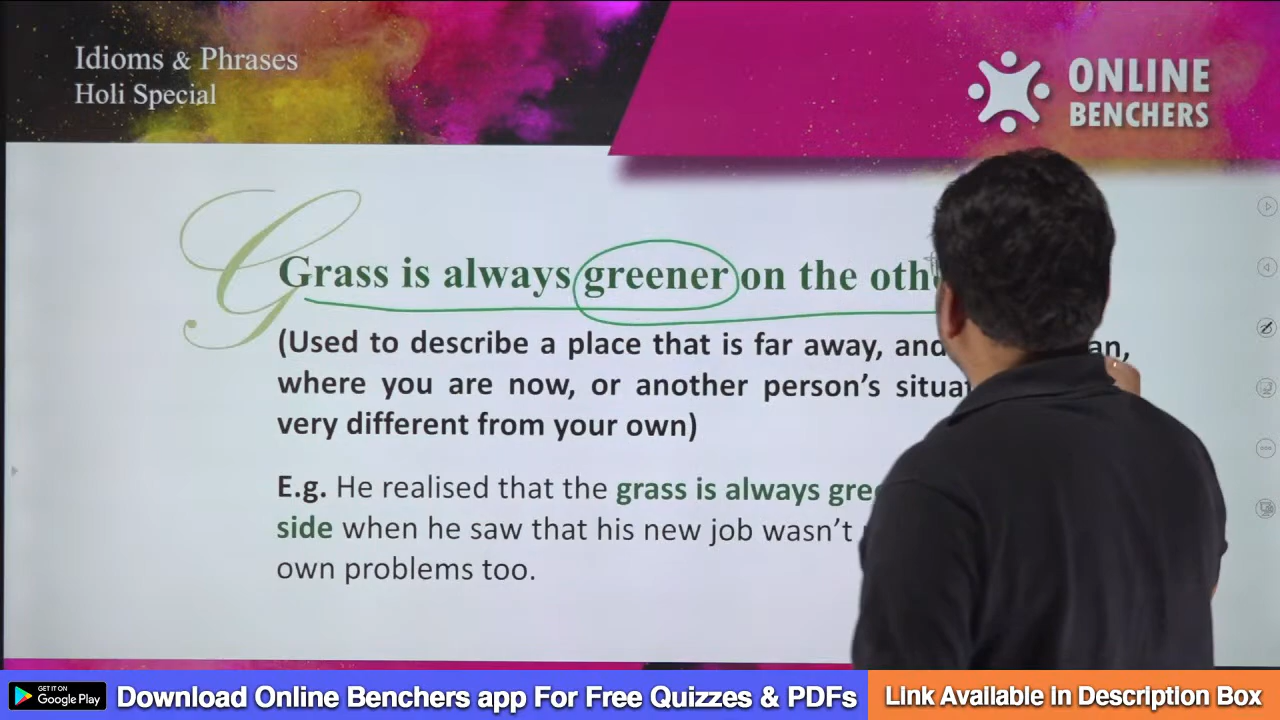 Idioms & Phrases
Holi Special
ONLINE
BENCHERS
Grass is always greener on the
(Used to describe a place that is far away, and
where you are now, or another person's
very different from your own)
E.g. He realised that the grass is always
side when he saw that his new job wasn't
own problems too.
GET IT ON
Google Play
Download Online Benchers app For Free Quizzes & PDFs
Link Available In Description Box